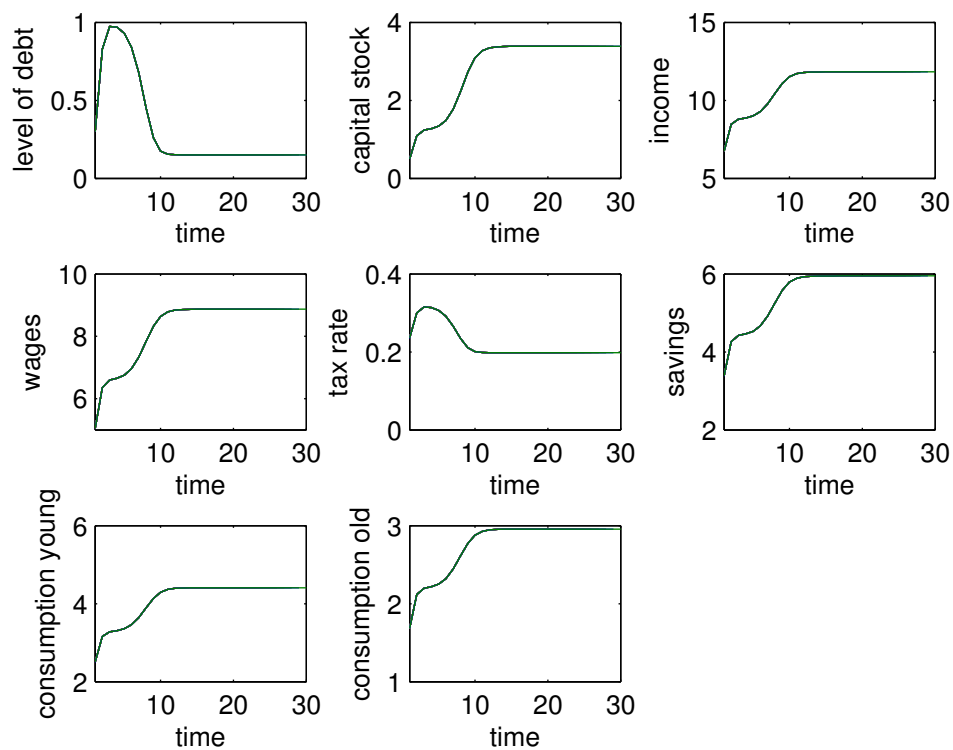 level of debt
1
0.5
0
10 20 30
time
capital stock
4
2
0
10 20 30
time
income
15
10
5
10 20 30
time
wages
10
8
6
10 20 30
time
tax rate
0.4
0.2
0
10 20 30
time
savings
6
4
2
10 20 30
time
consumption young
6
4
2
10 20 30
time
consumption old
3
2
1
10 20 30
time